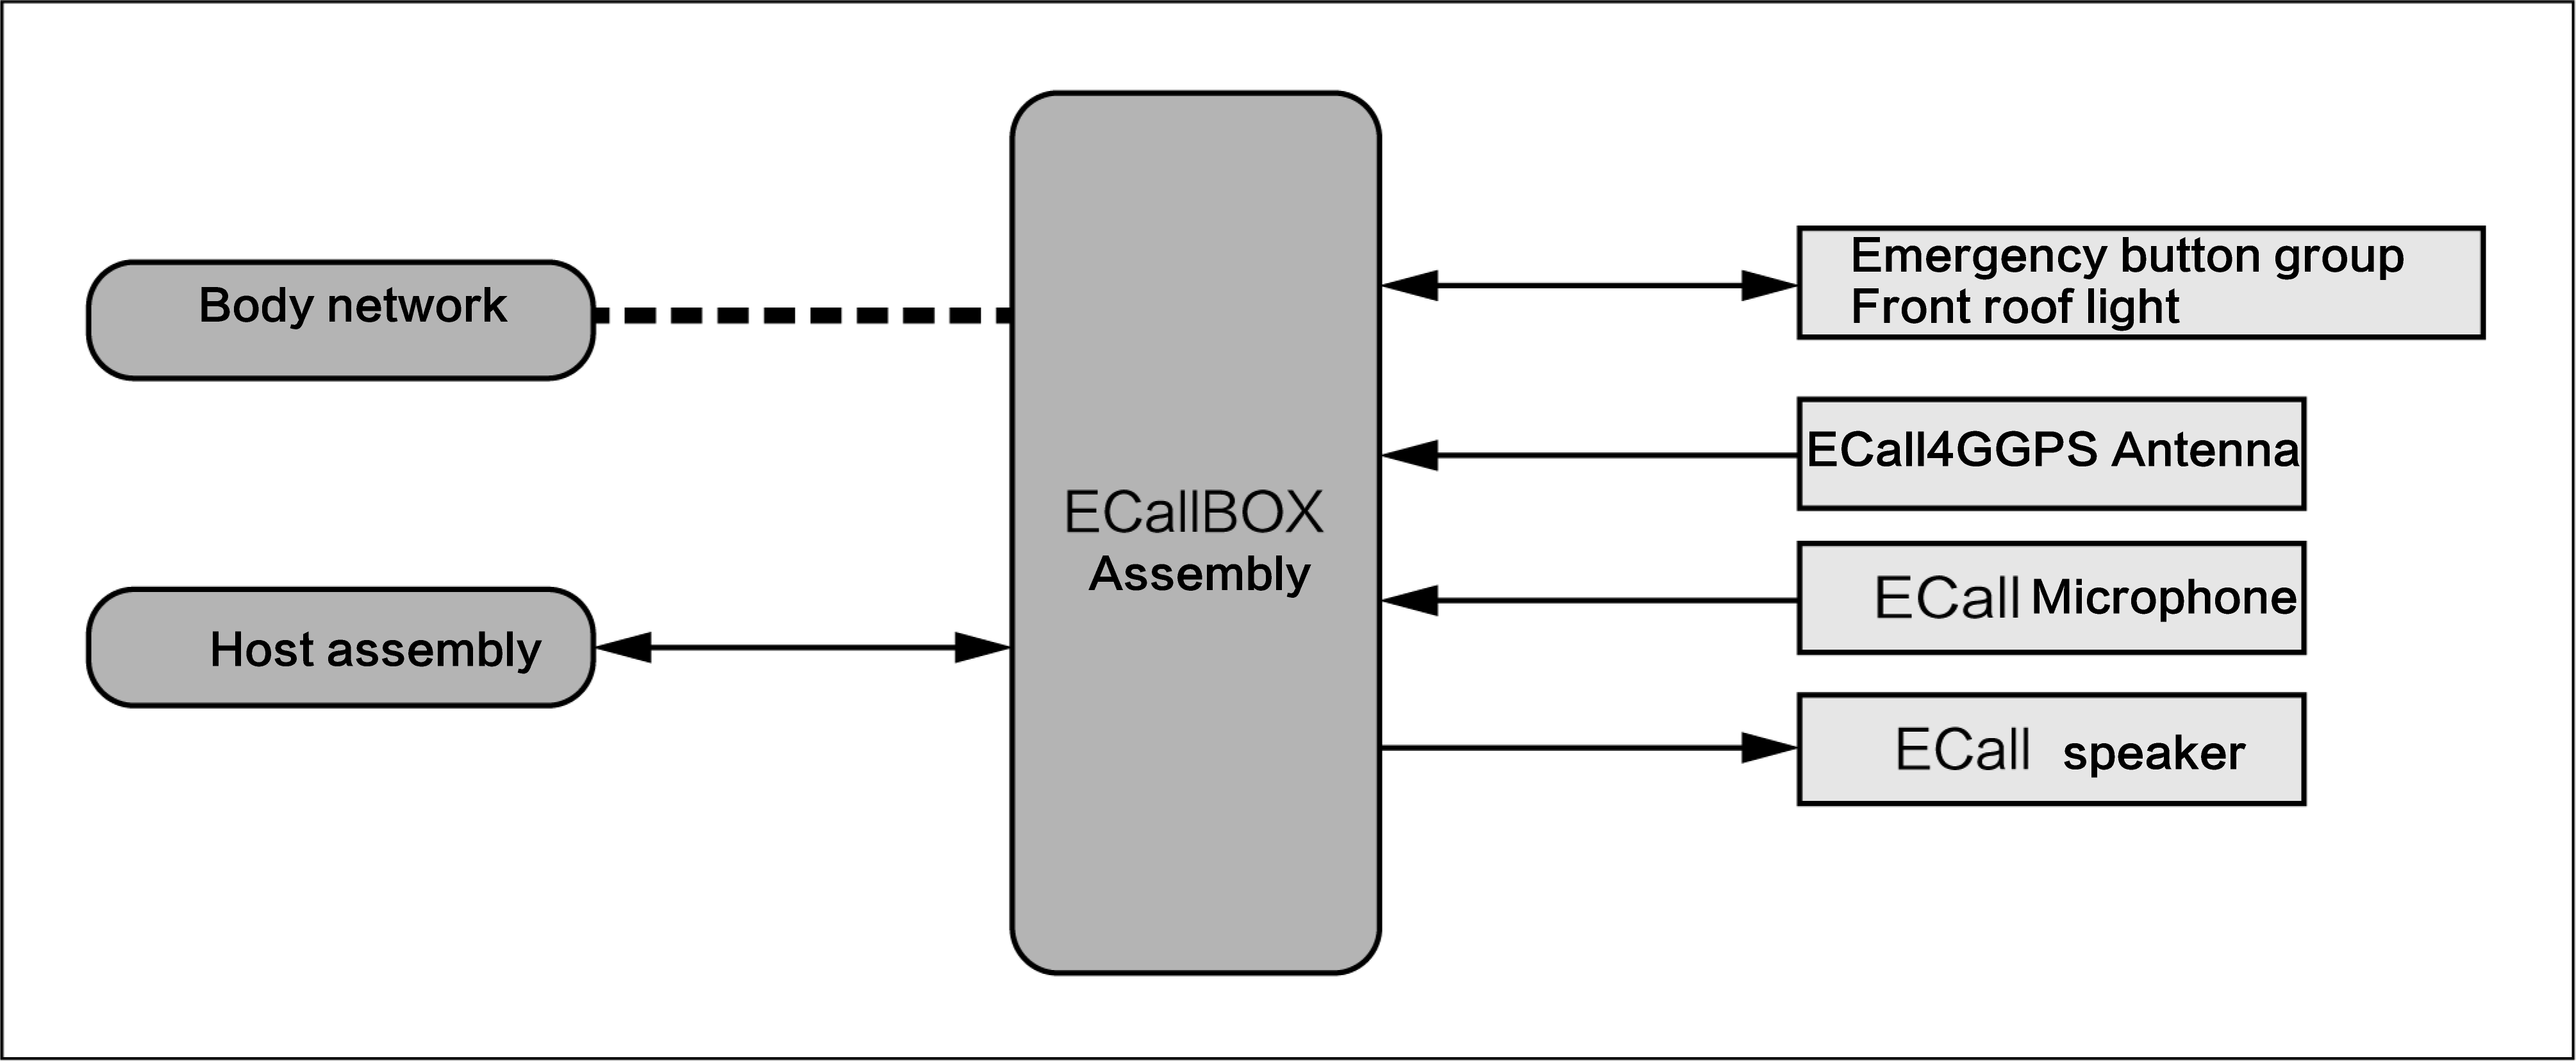 Body network
Host assembly
ECallBOX
Assembly
Emergency button group
Front roof light
ECall4GGPS Antenna
ECall Microphone
ECall speaker